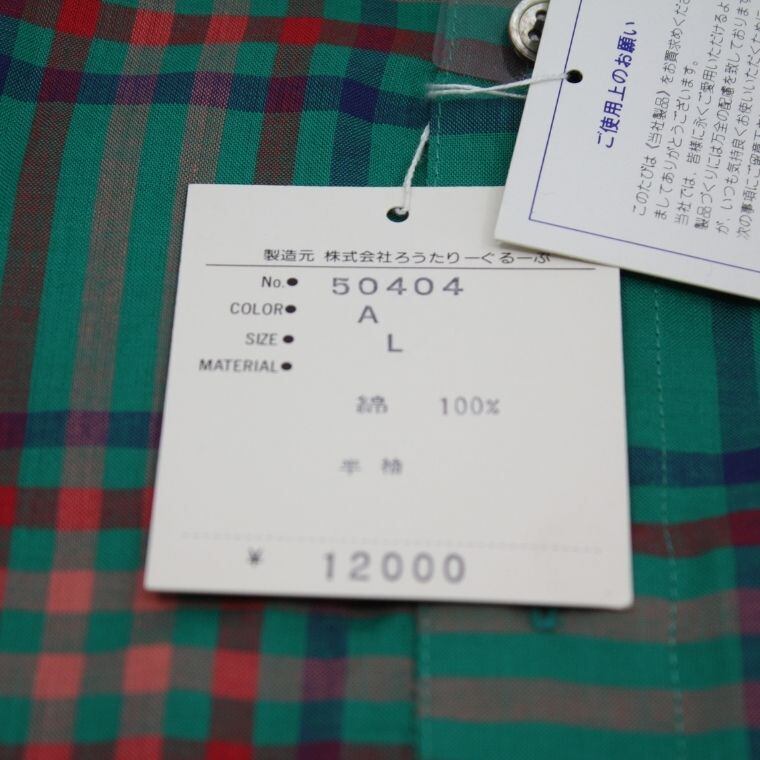 製造元 株式会社ろうたりーぐるーぷ
No.● 50404
COLOR● A
SIZE● L
MATERIAL●
綿 100%
半袖
¥ 12000
ご使用上のお願い
このたびは《当社製品》をお買求めくださ
ましてありがとうございます。
当社では、皆様に永くご愛用いただけるよ
製品づくりには万全の配慮を致しております
が、いつも気持良くお使いいただくために
次の事項にご留意